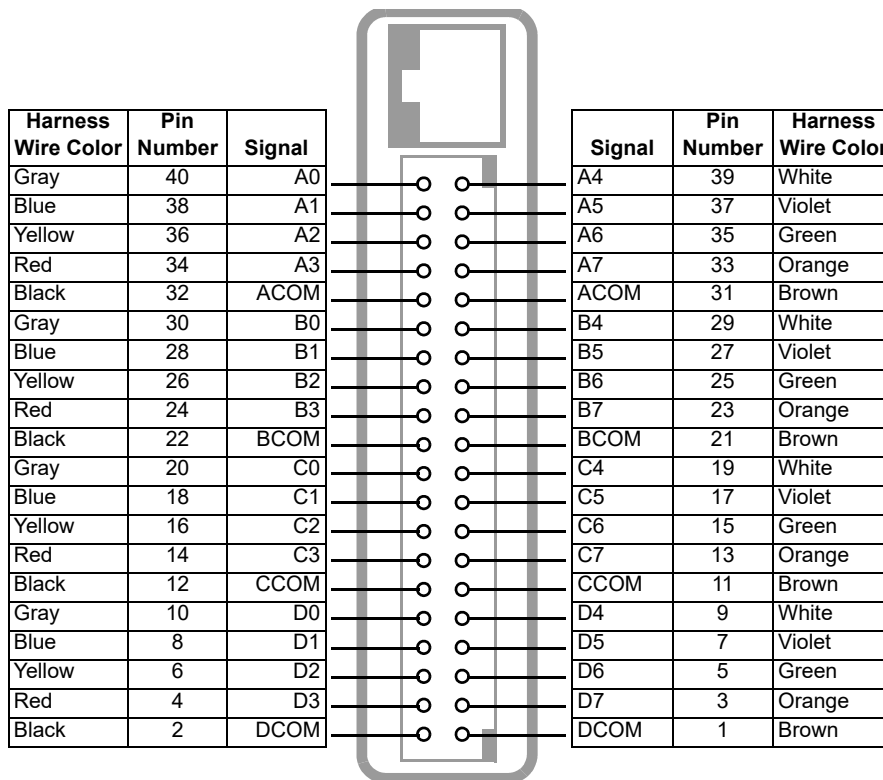 Harness Wire Color Pin Number Signal
Gray 40 A0
Blue 38 A1
Yellow 36 A2
Red 34 A3
Black 32 ACOM
Gray 30 B0
Blue 28 B1
Yellow 26 B2
Red 24 B3
Black 22 BCOM
Gray 20 C0
Blue 18 C1
Yellow 16 C2
Red 14 C3
Black 12 CCOM
Gray 10 D0
Blue 8 D1
Yellow 6 D2
Red 4 D3
Black 2 DCOM
Signal Pin Number Harness Wire Color
A4 39 White
A5 37 Violet
A6 35 Green
A7 33 Orange
ACOM 31 Brown
B4 29 White
B5 27 Violet
B6 25 Green
B7 23 Orange
BCOM 21 Brown
C4 19 White
C5 17 Violet
C6 15 Green
C7 13 Orange
CCOM 11 Brown
D4 9 White
D5 7 Violet
D6 5 Green
D7 3 Orange
DCOM 1 Brown